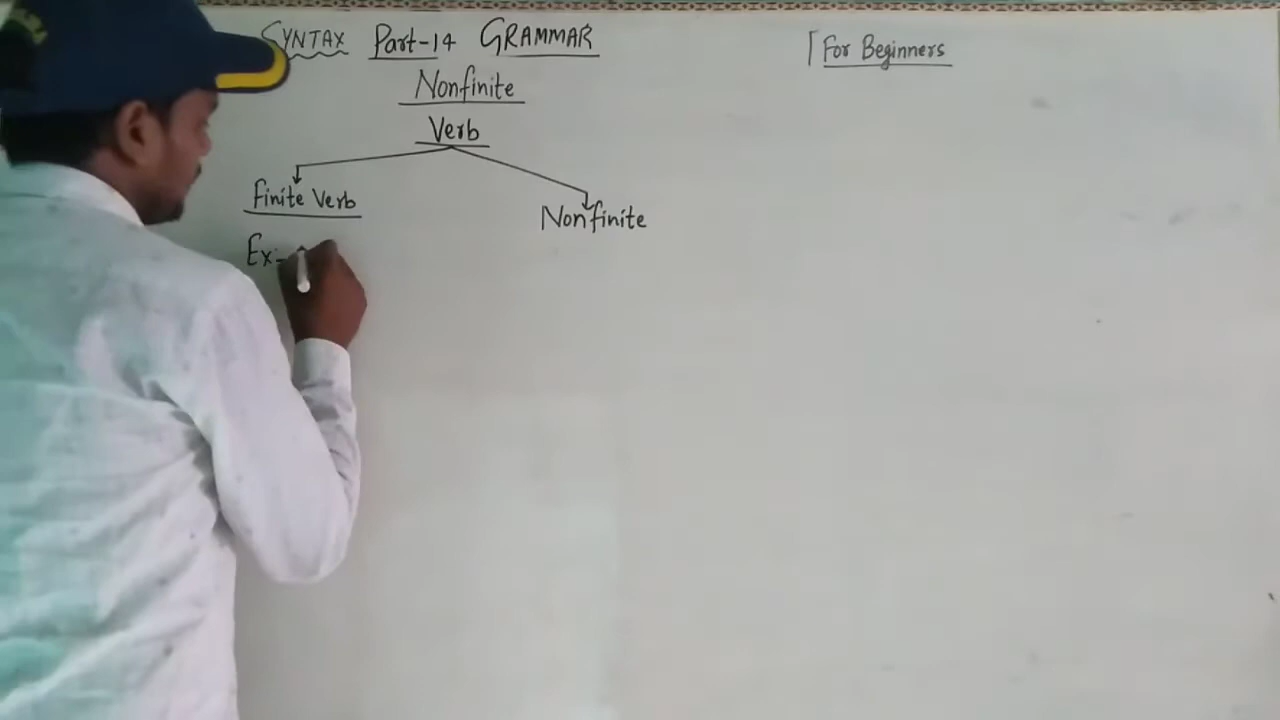 SYNTAX Part-14 GRAMMAR
For Beginners
Nonfinite
Verb
Finite Verb
Nonfinite
Ex:-